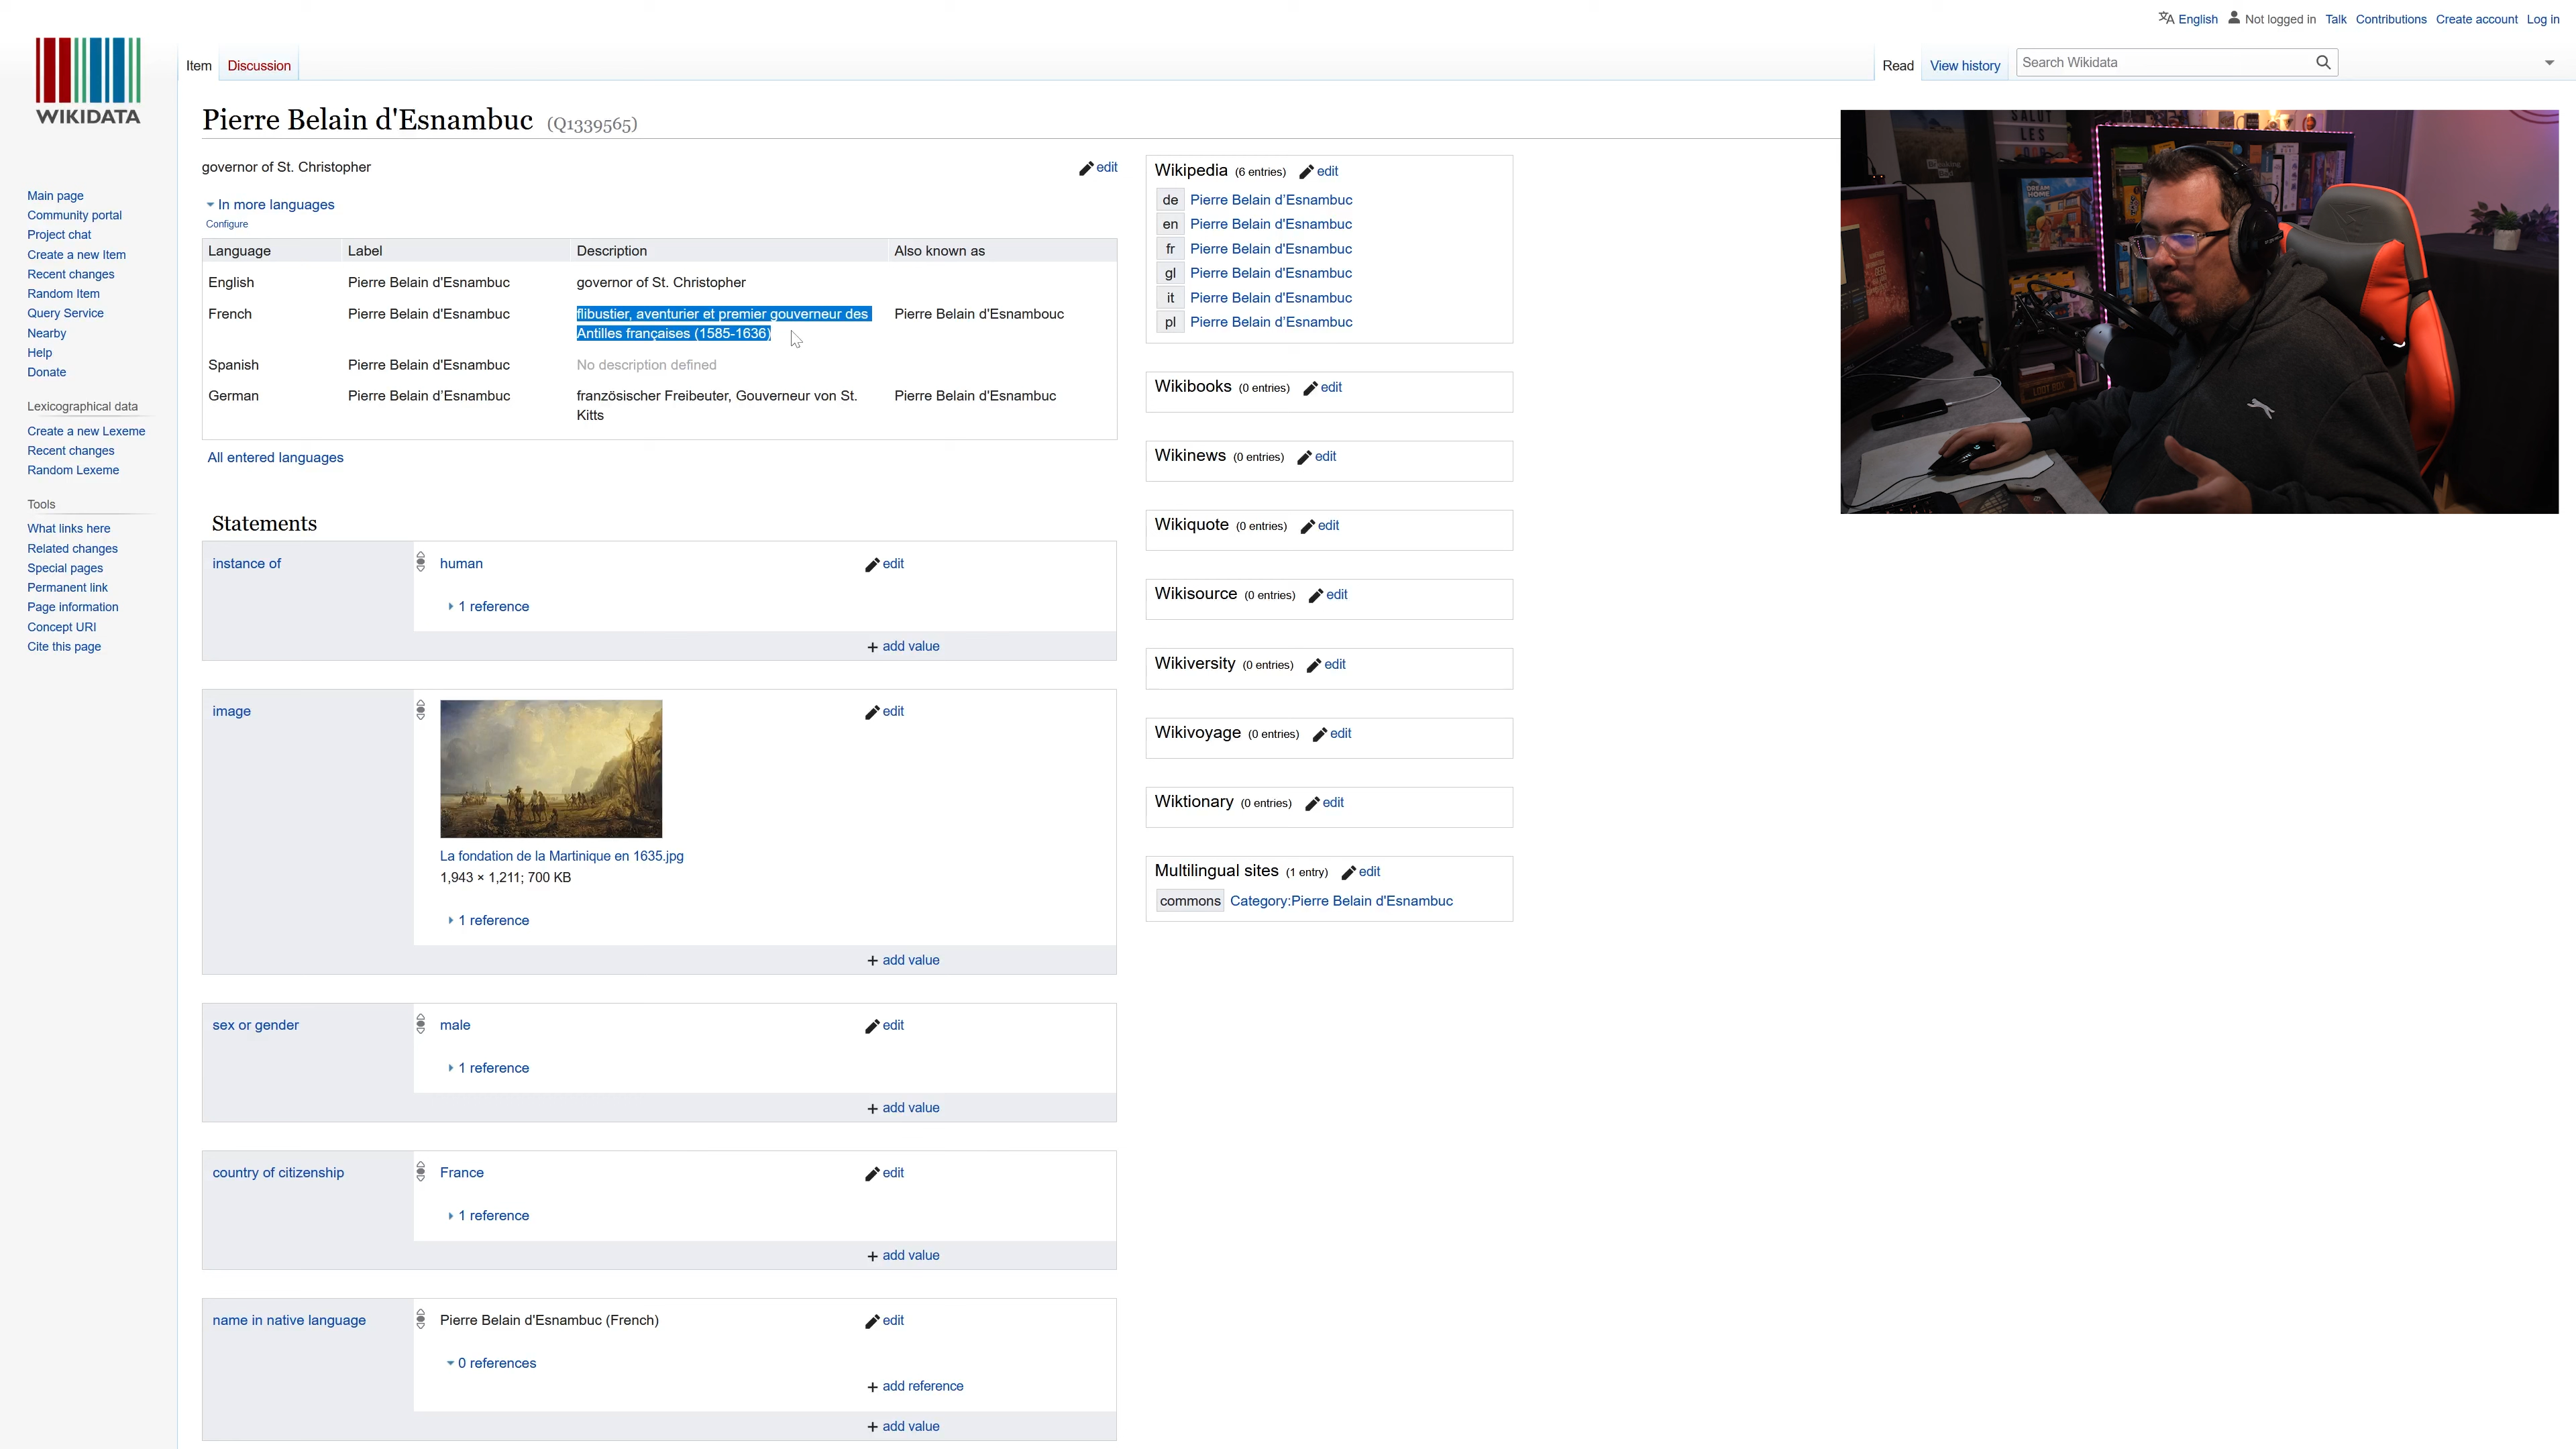 English Not logged in Talk Contributions Create account Log in
WIKIDATA
Item Discussion
Read View history Search Wikidata
Pierre Belain d'Esnambuc (Q1339565)
governor of St. Christopher edit
In more languages
Configure
Language Label Description Also known as
English Pierre Belain d'Esnambuc governor of St. Christopher
French Pierre Belain d'Esnambuc flibustier, aventurier et premier gouverneur des Pierre Belain d'Esnambouc
Antilles françaises (1585-1636)
Spanish Pierre Belain d'Esnambuc No description defined
German Pierre Belain d'Esnambuc französischer Freibeuter, Gouverneur von St. Pierre Belain d'Esnambuc
Kitts
All entered languages
Main page
Community portal
Project chat
Create a new Item
Recent changes
Random Item
Query Service
Nearby
Help
Donate
Lexicographical data
Create a new Lexeme
Recent changes
Random Lexeme
Tools
What links here
Related changes
Special pages
Permanent link
Page information
Concept URI
Cite this page
Statements
instance of human edit
1 reference
+ add value
image edit
La fondation de la Martinique en 1635.jpg
1,943 × 1,211; 700 KB
1 reference
+ add value
sex or gender male edit
1 reference
+ add value
country of citizenship France edit
1 reference
+ add value
name in native language Pierre Belain d'Esnambuc (French) edit
0 references
+ add reference
+ add value
Wikipedia (6 entries) edit
de Pierre Belain d'Esnambuc
en Pierre Belain d'Esnambuc
fr Pierre Belain d'Esnambuc
gl Pierre Belain d'Esnambuc
it Pierre Belain d'Esnambuc
pl Pierre Belain d'Esnambuc
Wikibooks (0 entries) edit
Wikinews (0 entries) edit
Wikiquote (0 entries) edit
Wikisource (0 entries) edit
Wikiversity (0 entries) edit
Wikivoyage (0 entries) edit
Wiktionary (0 entries) edit
Multilingual sites (1 entry) edit
commons Category:Pierre Belain d'Esnambuc
SALUT
LES
DREAM
HOME
LOOT BOX